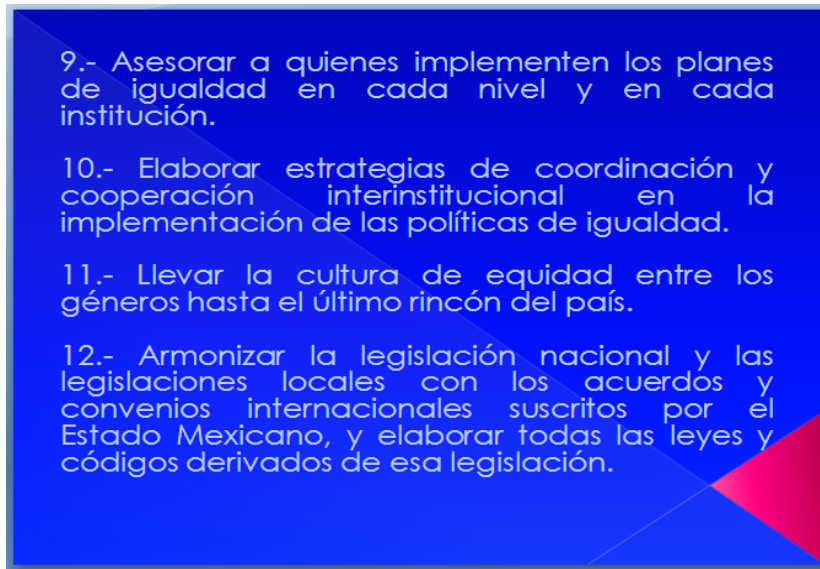 9.- Asesorar a quienes implementen los planes
de igualdad en cada nivel y en cada
institución.
10.- Elaborar estrategias de coordinación y
cooperación interinstitucional en la
implementación de las políticas de igualdad.
11.- Llevar la cultura de equidad entre los
géneros hasta el último rincón del país.
12.- Armonizar la legislación nacional y las
legislaciones locales con los acuerdos y
convenios internacionales suscritos por el
Estado Mexicano, y elaborar todas las leyes y
códigos derivados de esa legislación.